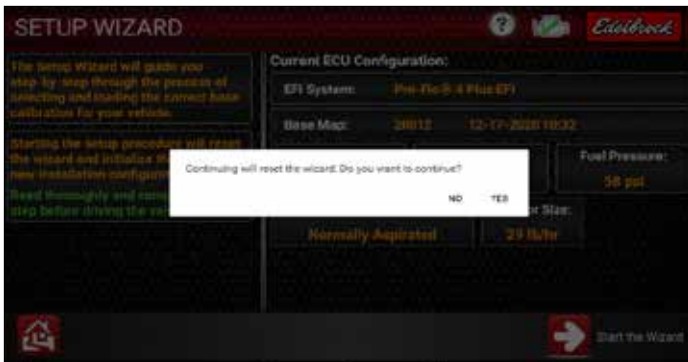 SETUP WIZARD
?
Edelbrock
The Setup Wizard will guide you
step by step through the process of
selecting and loading the correct base
calibration for your vehicle.
Starting the setup procedure will reset
the wizard and initialize the
new installation configur
Read thoroughly and com
step before driving the ve
Current ECU Configuration:
EFI System: Pro-Flo 4 Plus EFI
Base Map: 12-17-2020 10:32
Fuel Pressure:
58 psi
Continuing will reset the wizard. Do you want to continue?
NO YES
or Size:
Normally Aspirated 29 lb/hr
Start the Wizard